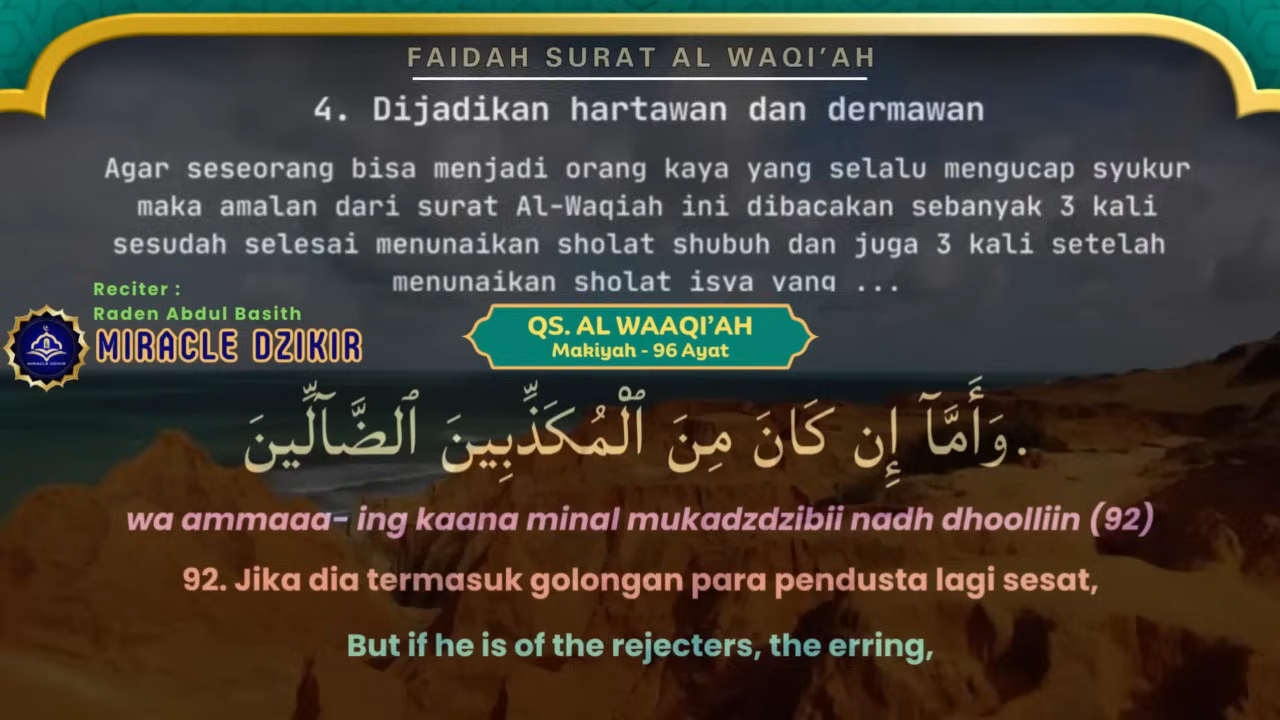 FAIDAH SURAT AL WAQI'AH
4. Dijadikan hartawan dan dermawan
Agar seseorang bisa menjadi orang kaya yang selalu mengucap syukur
maka amalan dari surat Al-Waqiah ini dibacakan sebanyak 3 kali
sesudah selesai menunaikan sholat shubuh dan juga 3 kali setelah
menunaikan sholat isya yang ...
Reciter :
Raden Abdul Basith
MIRACLE DZIKIR
MIRACLE DZIKIR
QS. AL WAAQI'AH
Makiyah - 96 Ayat
وَأَمَّآ إِن كَانَ مِنَ ٱلْمُكَذِّبِينَ ٱلضَّآلِّينَ.
wa ammaaa- ing kaana minal mukadzdzibii nadh dhoolliin (92)
92. Jika dia termasuk golongan para pendusta lagi sesat,
But if he is of the rejecters, the erring,